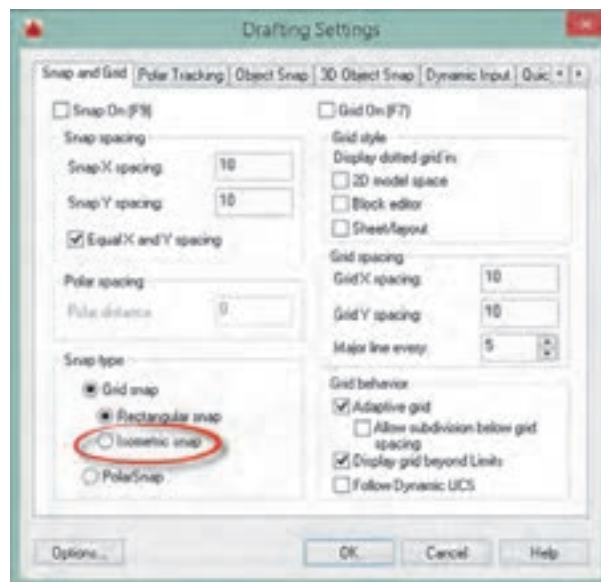 Drafting Settings
Snap and Grid Polar Tracking Object Snap 3D Object Snap Dynamic Input Quic
Snap On (F9)
Grid On (F7)
Snap spacing
Snap X spacing: 10
Snap Y spacing: 10
Equal X and Y spacing
Polar spacing
Polar distance: 0
Snap type
Grid snap
Rectangular snap
Isometric snap
PolarSnap
Grid style
Display dotted grid in:
2D model space
Block editor
Sheet/layout
Grid spacing
Grid X spacing: 10
Grid Y spacing: 10
Major line every: 5
Grid behavior
Adaptive grid
Allow subdivision below grid
spacing
Display grid beyond Limits
Follow Dynamic UCS
Options...
OK Cancel Help